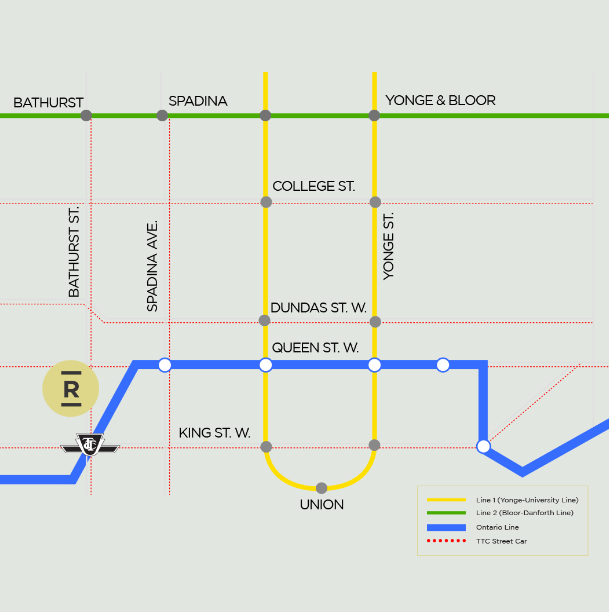 BATHURST
SPADINA
YONGE & BLOOR
COLLEGE ST.
BATHURST ST.
SPADINA AVE.
YONGE ST.
DUNDAS ST. W.
QUEEN ST. W.
R
KING ST. W.
TTC
UNION
Line 1 (Yonge-University Line)
Line 2 (Bloor-Danforth Line)
Ontario Line
TTC Street Car